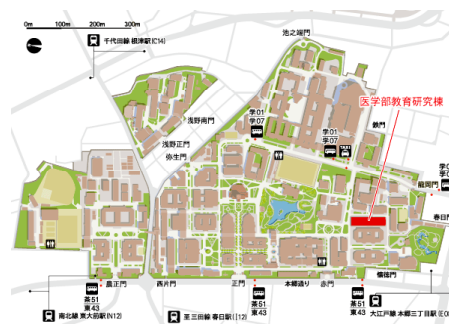 0m 100m 200m 300m
千代田線 根津駅(C14)
池之端門
医学部教育研究棟
学01
学07
浅野南門
学01
学07
TAXI
鉄門
浅野正門
弥生門
龍岡門
春日門
懐徳門
農正門
西片門
正門
本郷通り
赤門
茶51
東43
茶51
東43
茶51
東43
南北線 東大前駅(N12)
至三田線 春日駅(I12)
大江戸線 本郷三丁目駅(E0